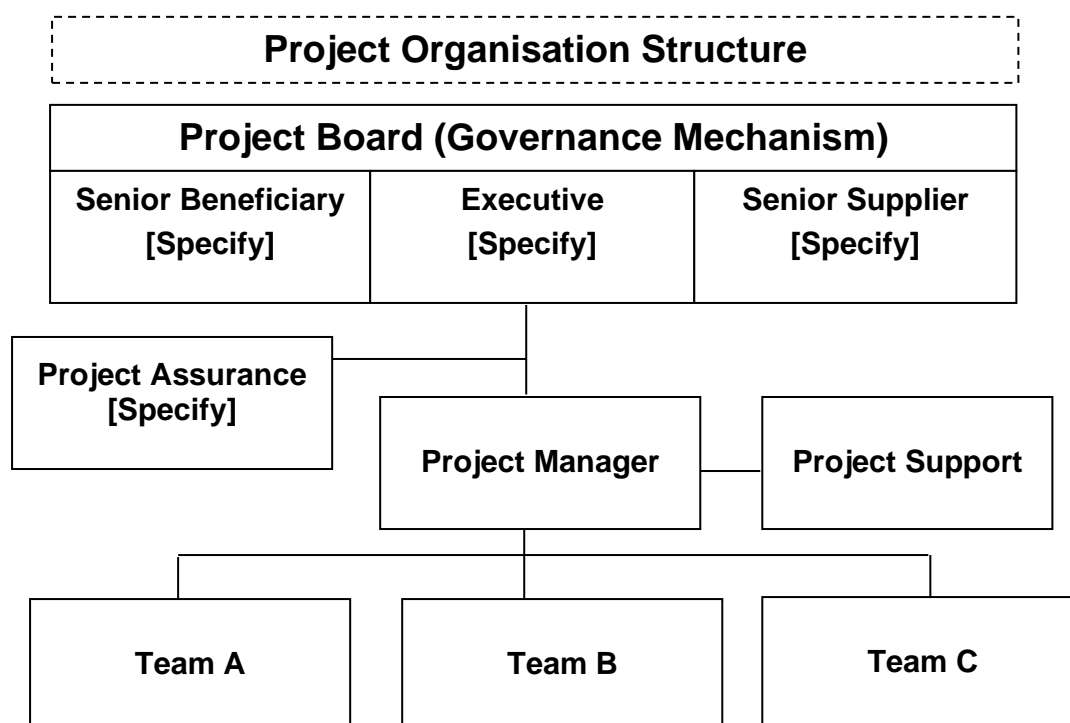 Project Organisation Structure
Project Board (Governance Mechanism)
Senior Beneficiary
[Specify]
Executive
[Specify]
Senior Supplier
[Specify]
Project Assurance
[Specify]
Project Manager
Project Support
Team A
Team B
Team C